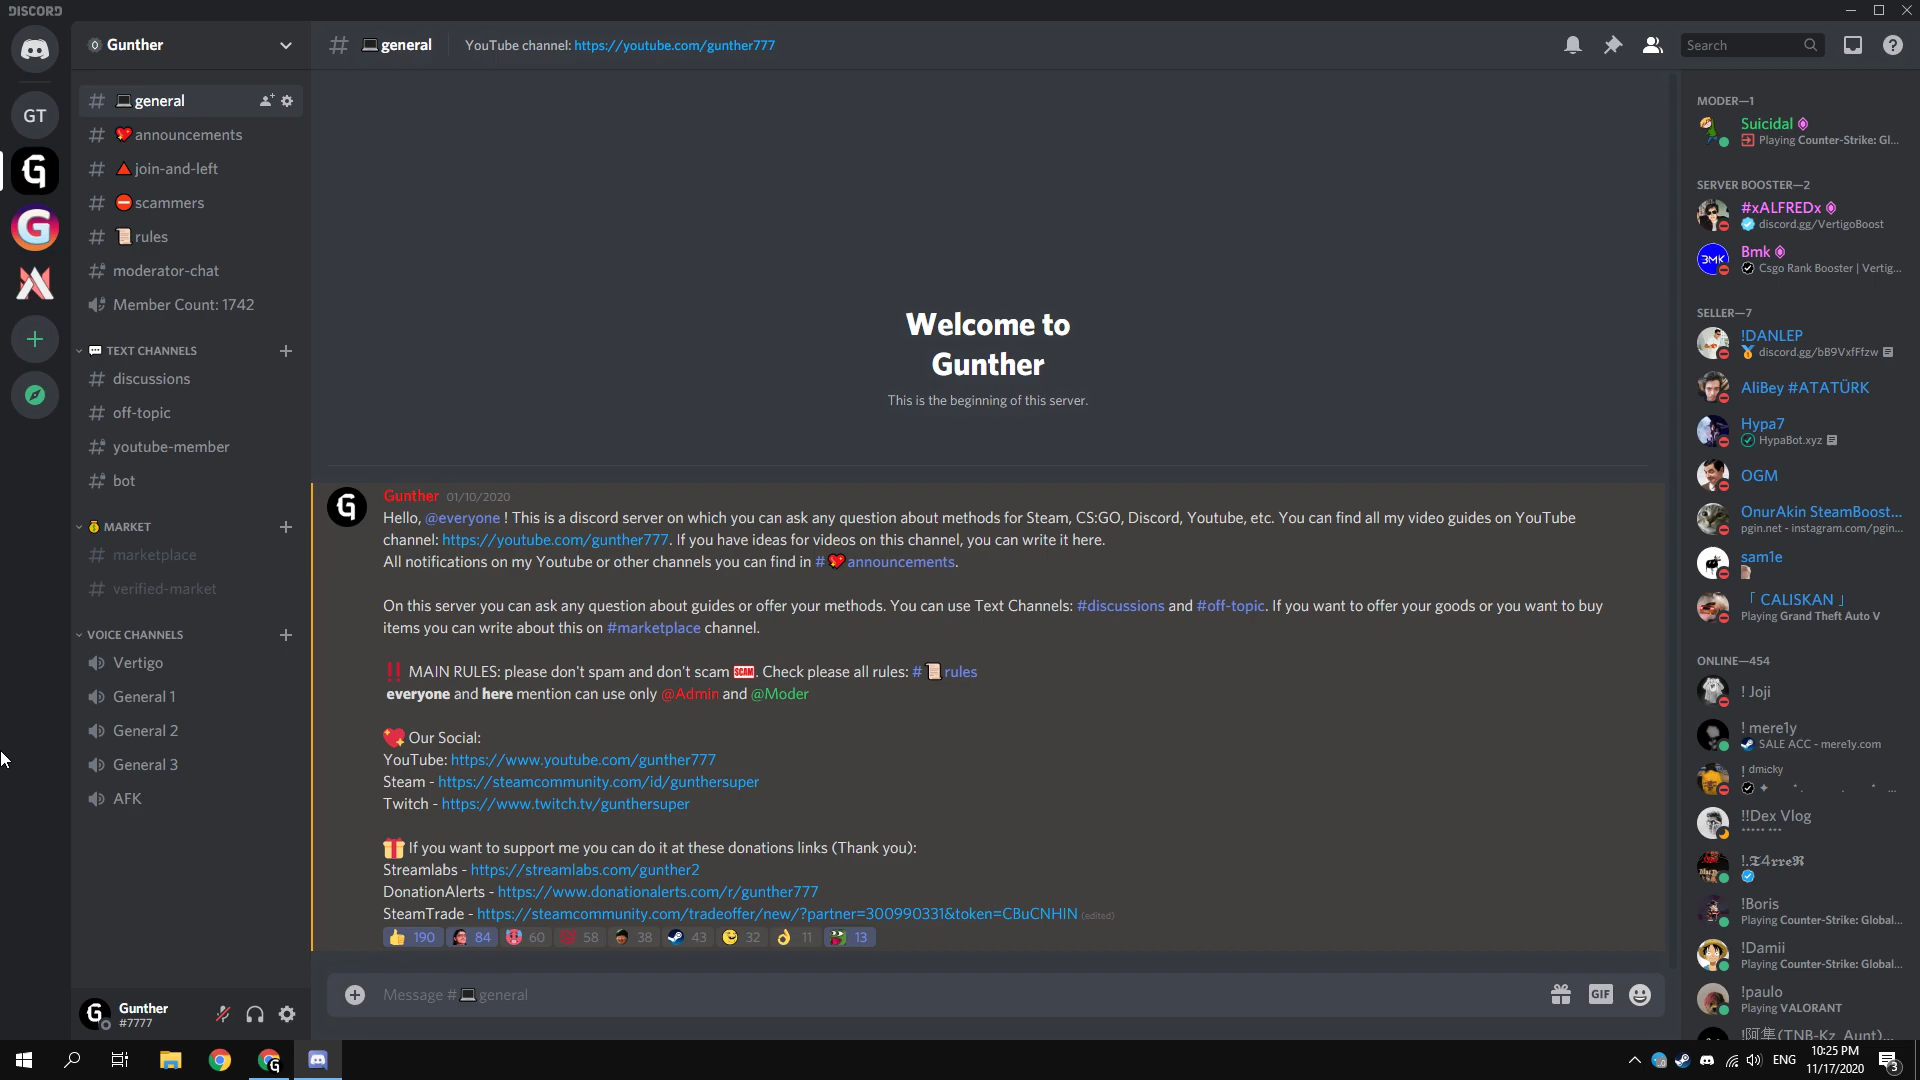 DISCORD
Gunther
general
YouTube channel: https://youtube.com/gunther777
Search
GT
general
announcements
join-and-left
scammers
rules
moderator-chat
Member Count: 1742
TEXT CHANNELS
discussions
off-topic
youtube-member
bot
MARKET
marketplace
verified-market
VOICE CHANNELS
Vertigo
General 1
General 2
General 3
AFK
Gunther
#7777
Welcome to
Gunther
This is the beginning of this server.
Gunther 01/10/2020
Hello, @everyone ! This is a discord server on which you can ask any question about methods for Steam, CS:GO, Discord, Youtube, etc. You can find all my video guides on YouTube
channel: https://youtube.com/gunther777. If you have ideas for videos on this channel, you can write it here.
All notifications on my Youtube or other channels you can find in #💖announcements.
On this server you can ask any question about guides or offer your methods. You can use Text Channels: #discussions and #off-topic. If you want to offer your goods or you want to buy
items you can write about this on #marketplace channel.
‼ MAIN RULES: please don't spam and don't scam SCAM. Check please all rules: #📜rules
everyone and here mention can use only @Admin and @Moder
💖 Our Social:
YouTube: https://www.youtube.com/gunther777
Steam - https://steamcommunity.com/id/gunthersuper
Twitch - https://www.twitch.tv/gunthersuper
🎁 If you want to support me you can do it at these donations links (Thank you):
Streamlabs - https://streamlabs.com/gunther2
DonationAlerts - https://www.donationalerts.com/r/gunther777
SteamTrade - https://steamcommunity.com/tradeoffer/new/?partner=300990331&token=CBuCNHIN (edited)
190 84 60 58 38 43 32 11 13
Message #💻general
GIF
MODER—1
Suicidal
Playing Counter-Strike: Gl...
SERVER BOOSTER—2
#xALFREDx
discord.gg/VertigoBoost
BMK
Bmk
Csgo Rank Booster | Vertig...
SELLER—7
!DANLEP
discord.gg/bB9VxfFfzw
AliBey #ATATÜRK
Hypa7
HypaBot.xyz
OGM
OnurAkin SteamBoost...
pgin.net - instagram.com/pgin...
sam1e
「 CALISKAN 」
Playing Grand Theft Auto V
ONLINE—454
! Joji
! mere1y
SALE ACC - mere1y.com
! dmicky
!!Dex Vlog
***** ***
!.𝕿4𝖗𝖗𝖊𝕽
!Boris
Playing Counter-Strike: Global...
!Damii
Playing Counter-Strike: Global...
!paulo
Playing VALORANT
ENG
10:25 PM
11/17/2020
3